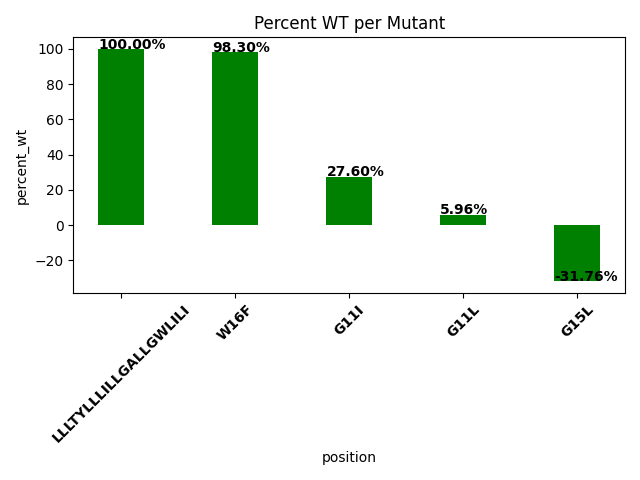 Percent WT per Mutant
percent_wt
100
80
60
40
20
0
−20
100.00%
98.30%
27.60%
5.96%
-31.76%
LLLTYLLLILLGALLGWLILI
W16F
G11I
G11L
G15L
position